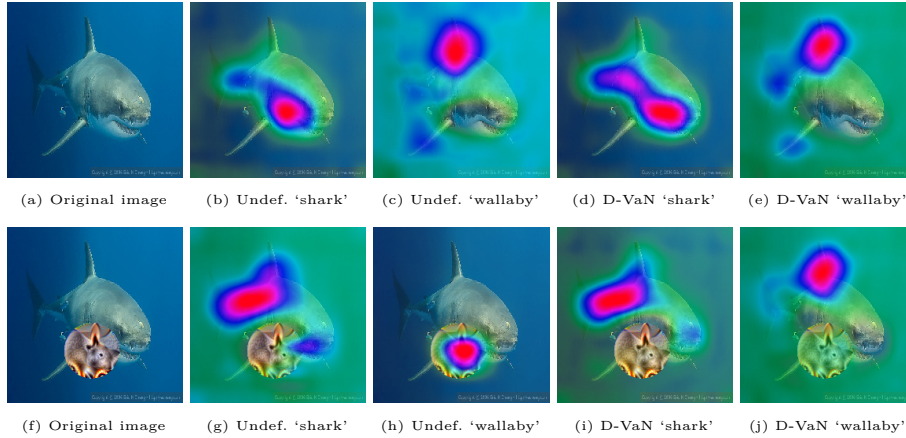 (a) Original image (b) Undef. ‘shark’ (c) Undef. ‘wallaby’ (d) D-VaN ‘shark’ (e) D-VaN ‘wallaby’
(f) Original image (g) Undef. ‘shark’ (h) Undef. ‘wallaby’ (i) D-VaN ‘shark’ (j) D-VaN ‘wallaby’